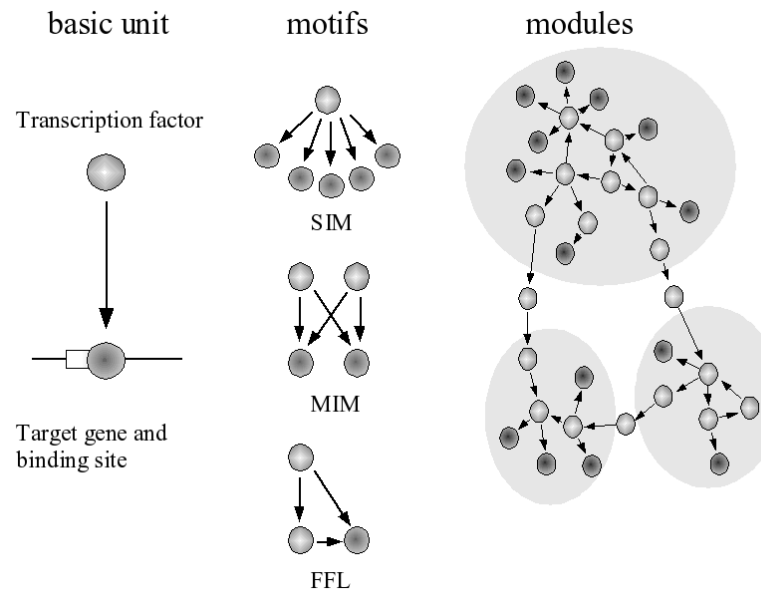 basic unit
motifs
modules
Transcription factor
SIM
MIM
Target gene and
binding site
FFL